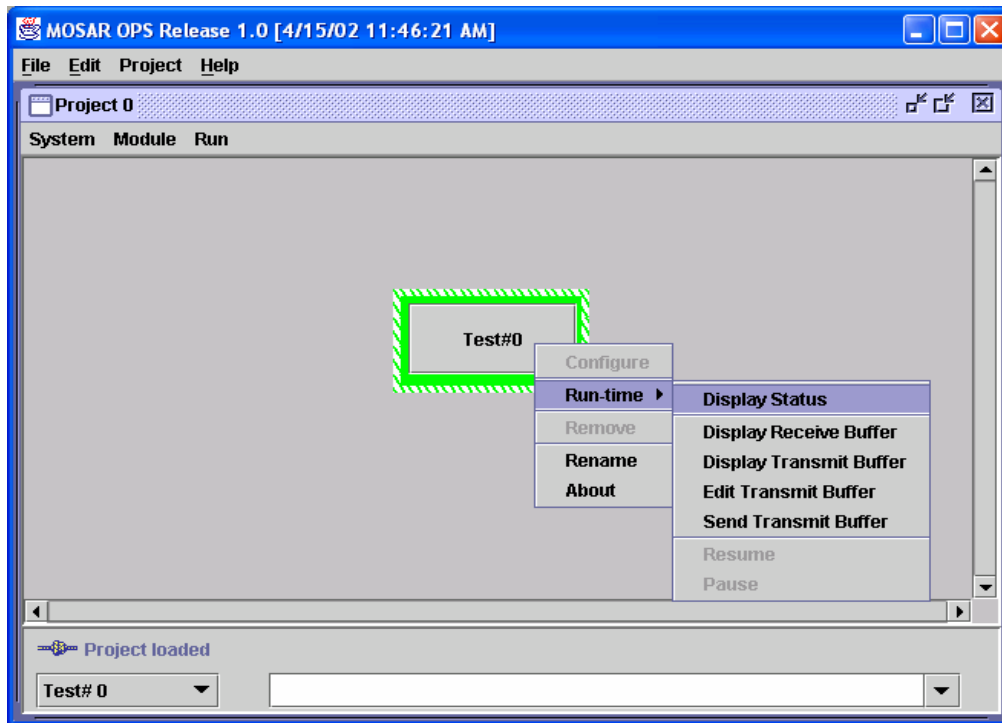 MOSAR OPS Release 1.0 [4/15/02 11:46:21 AM]
File Edit Project Help
Project 0
System Module Run
Test#0
Configure
Run-time
Remove
Rename
About
Display Status
Display Receive Buffer
Display Transmit Buffer
Edit Transmit Buffer
Send Transmit Buffer
Resume
Pause
Project loaded
Test# 0